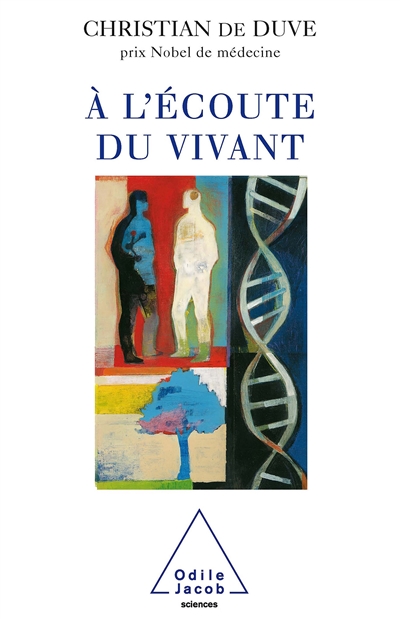 CHRISTIAN DE DUVE
prix Nobel de médecine
À L'ÉCOUTE
DU VIVANT
Odile
Jacob
sciences